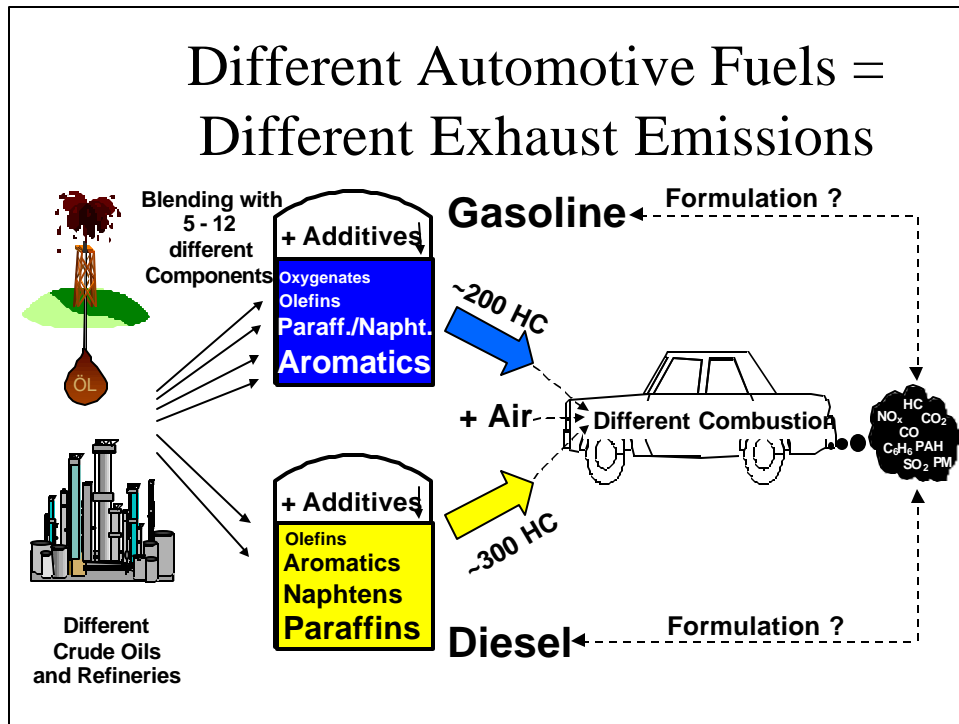 Different Automotive Fuels =
Different Exhaust Emissions
Blending with
5 - 12
different
Components
ÖL
Different
Crude Oils
and Refineries
+ Additives
Oxygenates
Olefins
Paraff./Napht.
Aromatics
+ Additives
Olefins
Aromatics
Naphtens
Paraffins
Gasoline
Formulation ?
~200 HC
+ Air
Different Combustion
~300 HC
Diesel
Formulation ?
HC
NOx CO2
CO
C6H6 PAH
SO2 PM